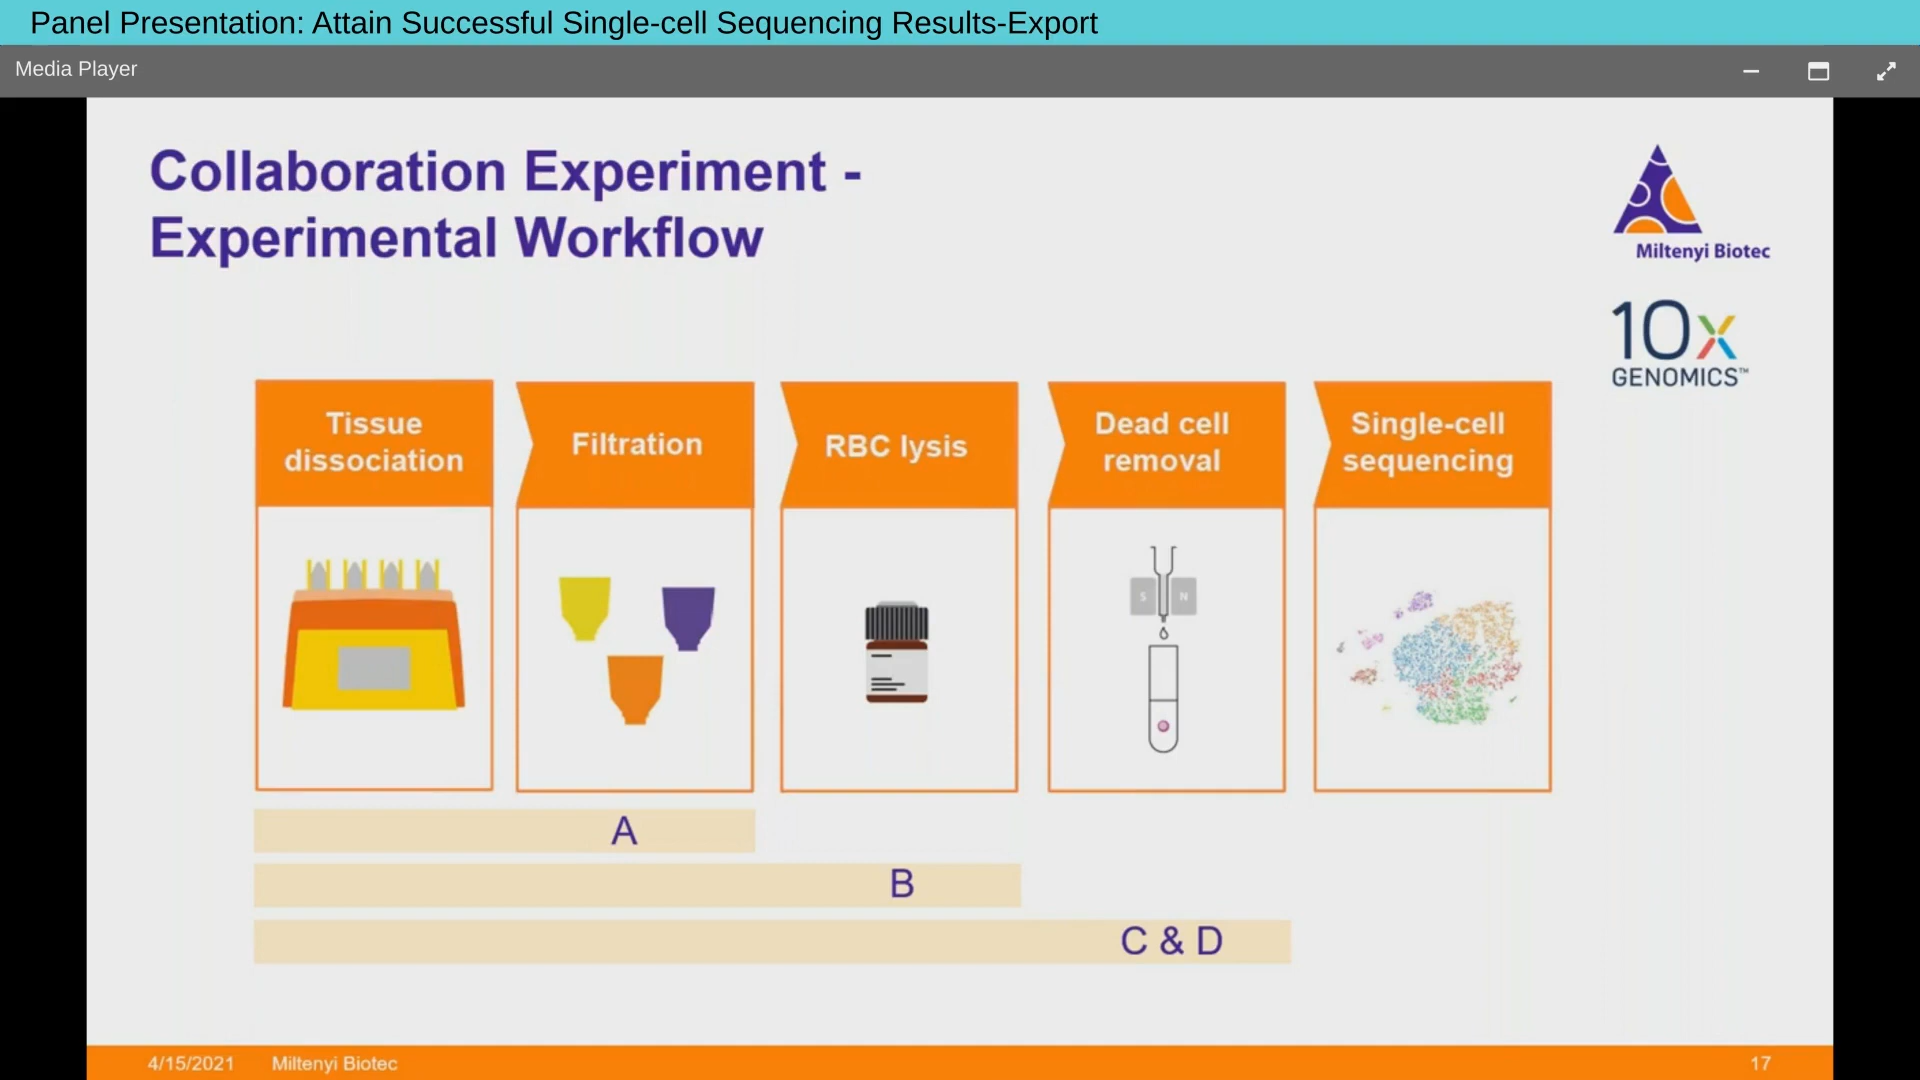 Panel Presentation: Attain Successful Single-cell Sequencing Results-Export
Media Player
Collaboration Experiment -
Experimental Workflow
Miltenyi Biotec
10x
GENOMICS™
Tissue
dissociation
Filtration
RBC lysis
Dead cell
removal
Single-cell
sequencing
S N
A
B
C & D
4/15/2021 Miltenyi Biotec 17